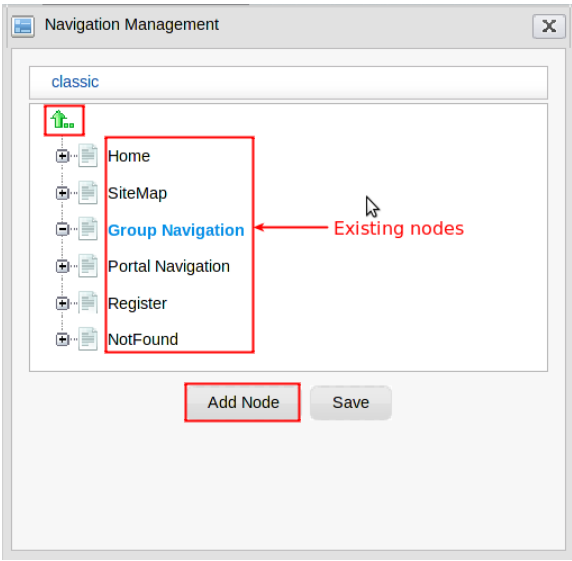 Navigation Management
classic
Home
SiteMap
Group Navigation
Existing nodes
Portal Navigation
Register
NotFound
Add Node
Save